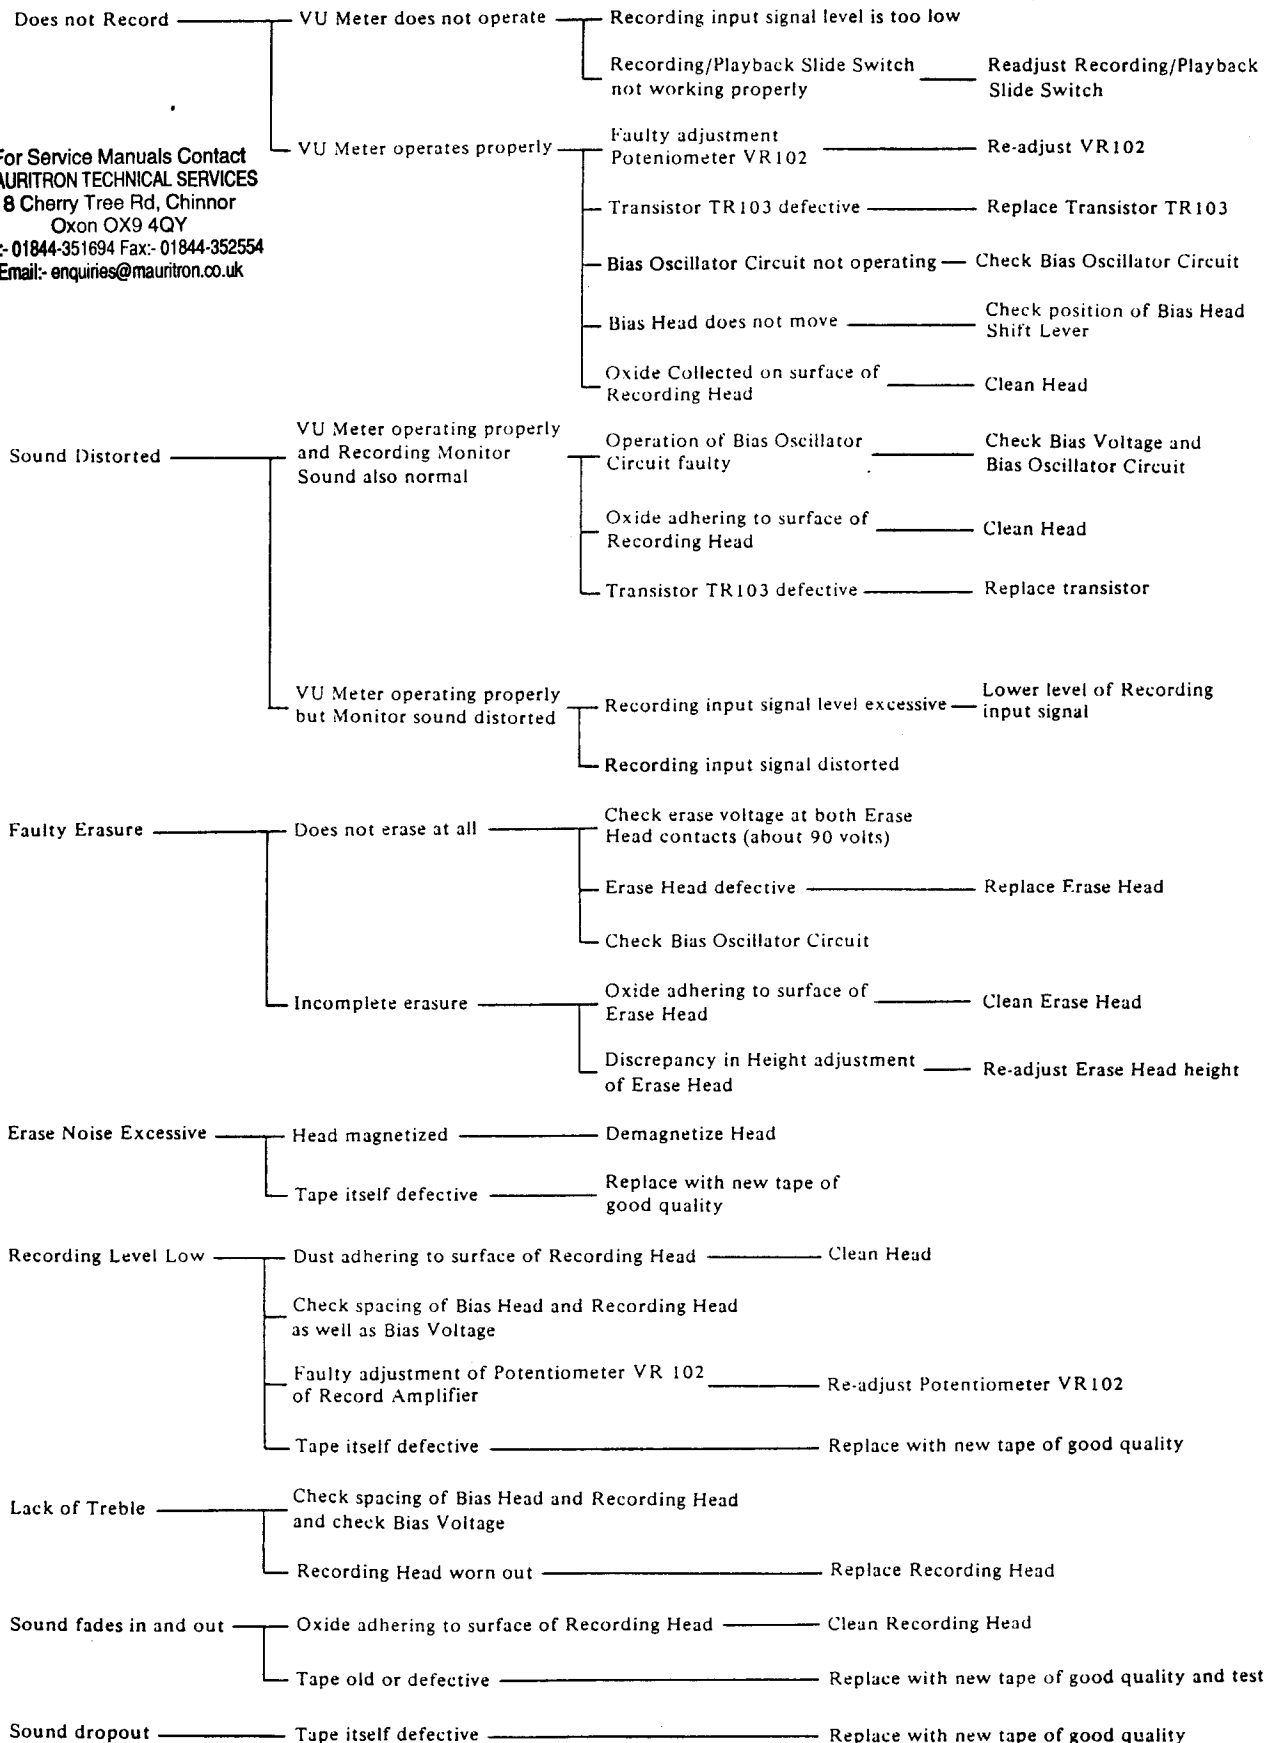 Does not Record
VU Meter does not operate
Recording input signal level is too low
Recording/Playback Slide Switch
not working properly
Readjust Recording/Playback
Slide Switch
VU Meter operates properly
Faulty adjustment
Poteniometer VR102
Re-adjust VR102
For Service Manuals Contact
MAURITRON TECHNICAL SERVICES
8 Cherry Tree Rd, Chinnor
Oxon OX9 4QY
:- 01844-351694 Fax:- 01844-352554
Email:- enquiries@mauritron.co.uk
Transistor TR103 defective
Replace Transistor TR103
Bias Oscillator Circuit not operating
Check Bias Oscillator Circuit
Bias Head does not move
Check position of Bias Head
Shift Lever
Oxide Collected on surface of
Recording Head
Clean Head
Sound Distorted
VU Meter operating properly
and Recording Monitor
Sound also normal
Operation of Bias Oscillator
Circuit faulty
Check Bias Voltage and
Bias Oscillator Circuit
Oxide adhering to surface of
Recording Head
Clean Head
Transistor TR103 defective
Replace transistor
VU Meter operating properly
but Monitor sound distorted
Recording input signal level excessive
Lower level of Recording
input signal
Recording input signal distorted
Faulty Erasure
Does not erase at all
Check erase voltage at both Erase
Head contacts (about 90 volts)
Erase Head defective
Replace Erase Head
Check Bias Oscillator Circuit
Incomplete erasure
Oxide adhering to surface of
Erase Head
Clean Erase Head
Discrepancy in Height adjustment
of Erase Head
Re-adjust Erase Head height
Erase Noise Excessive
Head magnetized
Demagnetize Head
Tape itself defective
Replace with new tape of
good quality
Recording Level Low
Dust adhering to surface of Recording Head
Clean Head
Check spacing of Bias Head and Recording Head
as well as Bias Voltage
Faulty adjustment of Potentiometer VR 102
of Record Amplifier
Re-adjust Potentiometer VR102
Tape itself defective
Replace with new tape of good quality
Lack of Treble
Check spacing of Bias Head and Recording Head
and check Bias Voltage
Recording Head worn out
Replace Recording Head
Sound fades in and out
Oxide adhering to surface of Recording Head
Clean Recording Head
Tape old or defective
Replace with new tape of good quality and test
Sound dropout
Tape itself defective
Replace with new tape of good quality